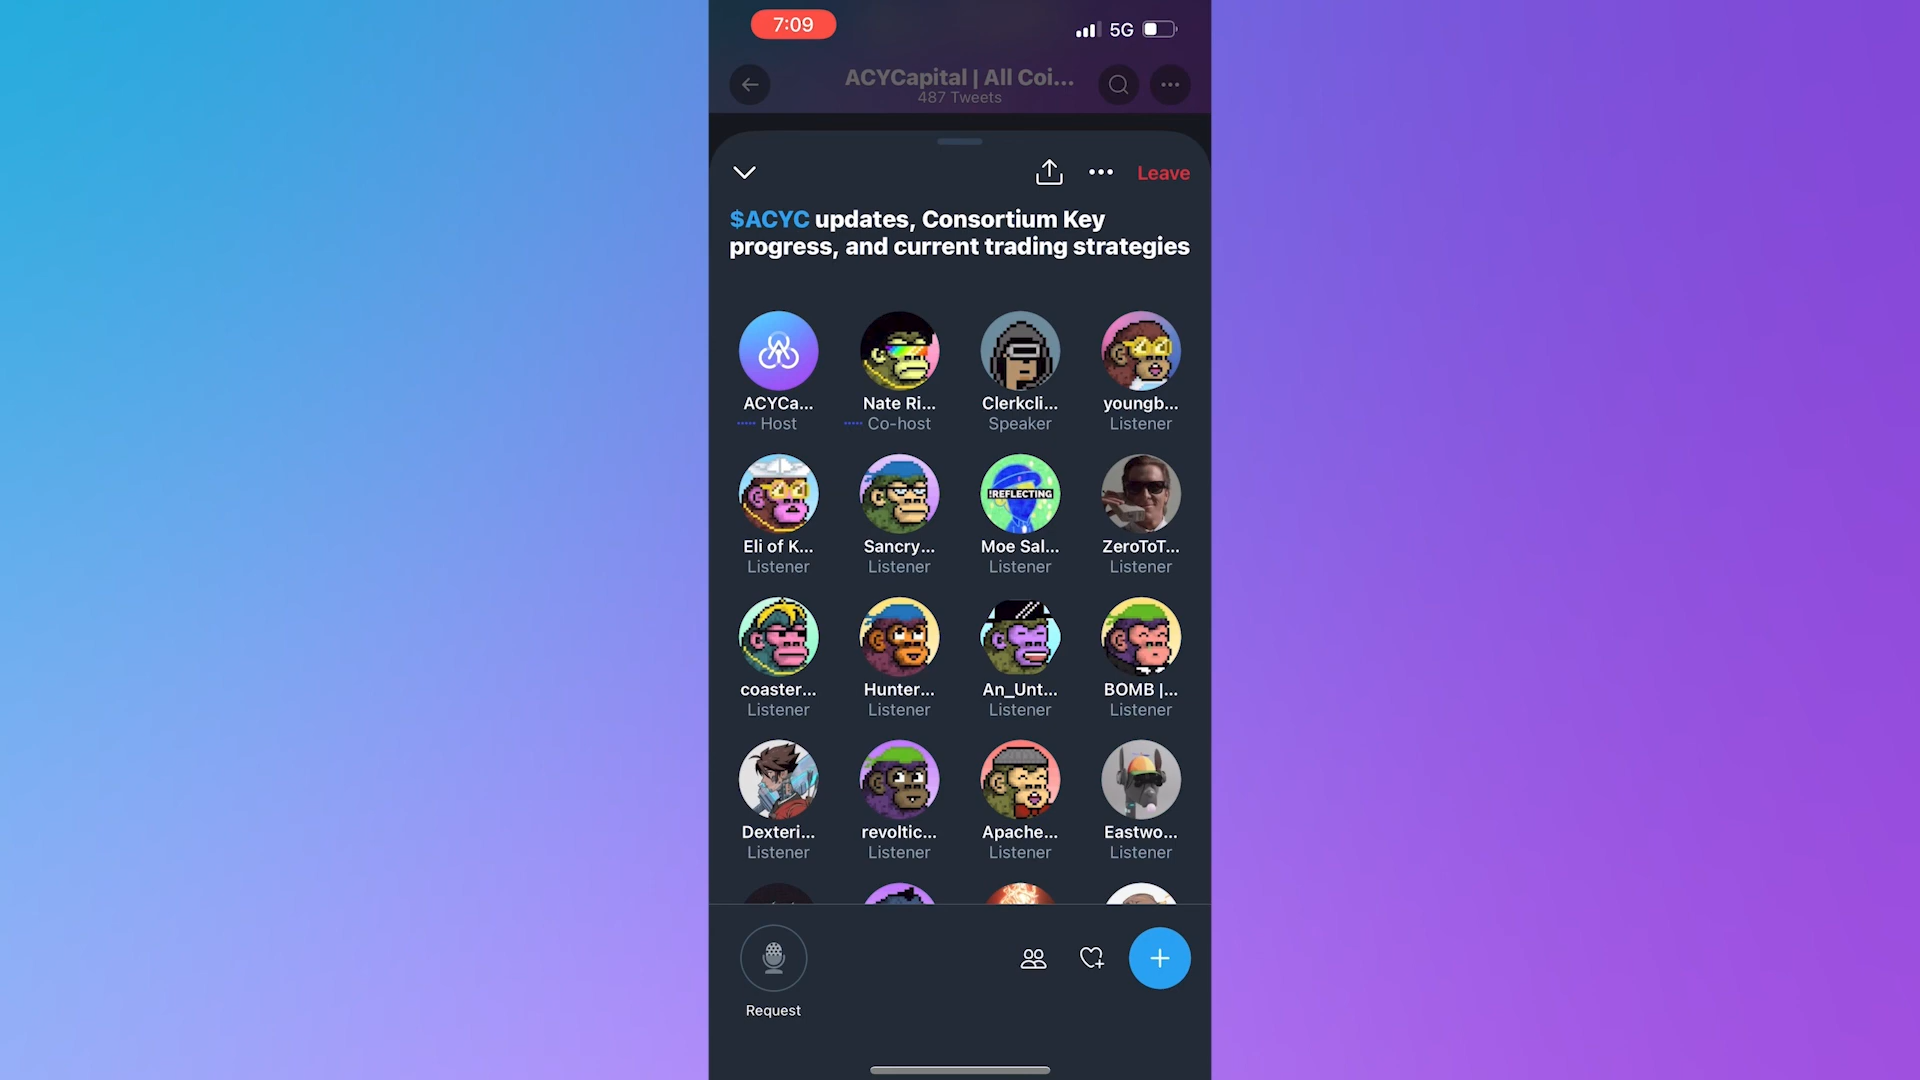 7:09
5G
ACYCapital | All Coi...
487 Tweets
Leave
$ACYC updates, Consortium Key
progress, and current trading strategies
ACYCa... Nate Ri... Clerkcli... youngb...
Host Co-host Speaker Listener
!REFLECTING
Eli of K... Sancry... Moe Sal... ZeroToT...
Listener Listener Listener Listener
coaster... Hunter... An_Unt... BOMB |...
Listener Listener Listener Listener
Dexteri... revoltic... Apache... Eastwo...
Listener Listener Listener Listener
Request